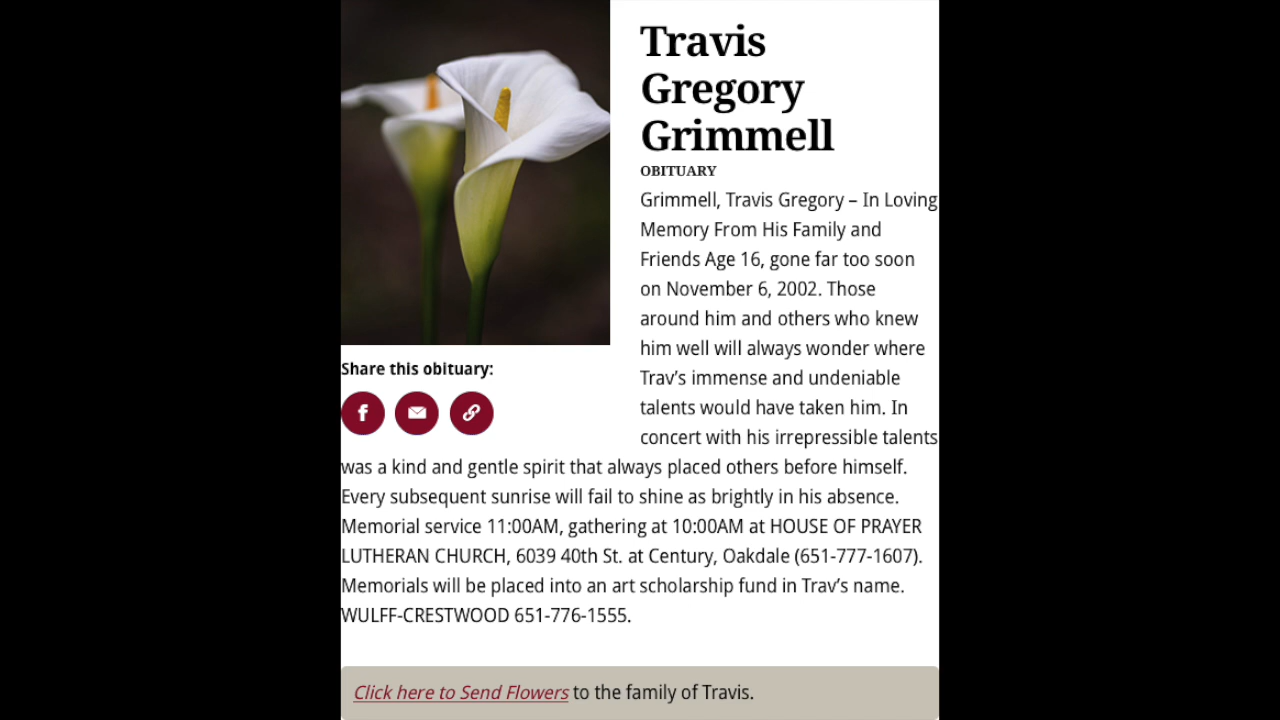 Travis
Gregory
Grimmell
OBITUARY
Grimmell, Travis Gregory – In Loving
Memory From His Family and
Friends Age 16, gone far too soon
on November 6, 2002. Those
around him and others who knew
him well will always wonder where
Trav’s immense and undeniable
talents would have taken him. In
concert with his irrepressible talents
was a kind and gentle spirit that always placed others before himself.
Every subsequent sunrise will fail to shine as brightly in his absence.
Memorial service 11:00AM, gathering at 10:00AM at HOUSE OF PRAYER
LUTHERAN CHURCH, 6039 40th St. at Century, Oakdale (651-777-1607).
Memorials will be placed into an art scholarship fund in Trav’s name.
WULFF-CRESTWOOD 651-776-1555.
Share this obituary:
Click here to Send Flowers to the family of Travis.